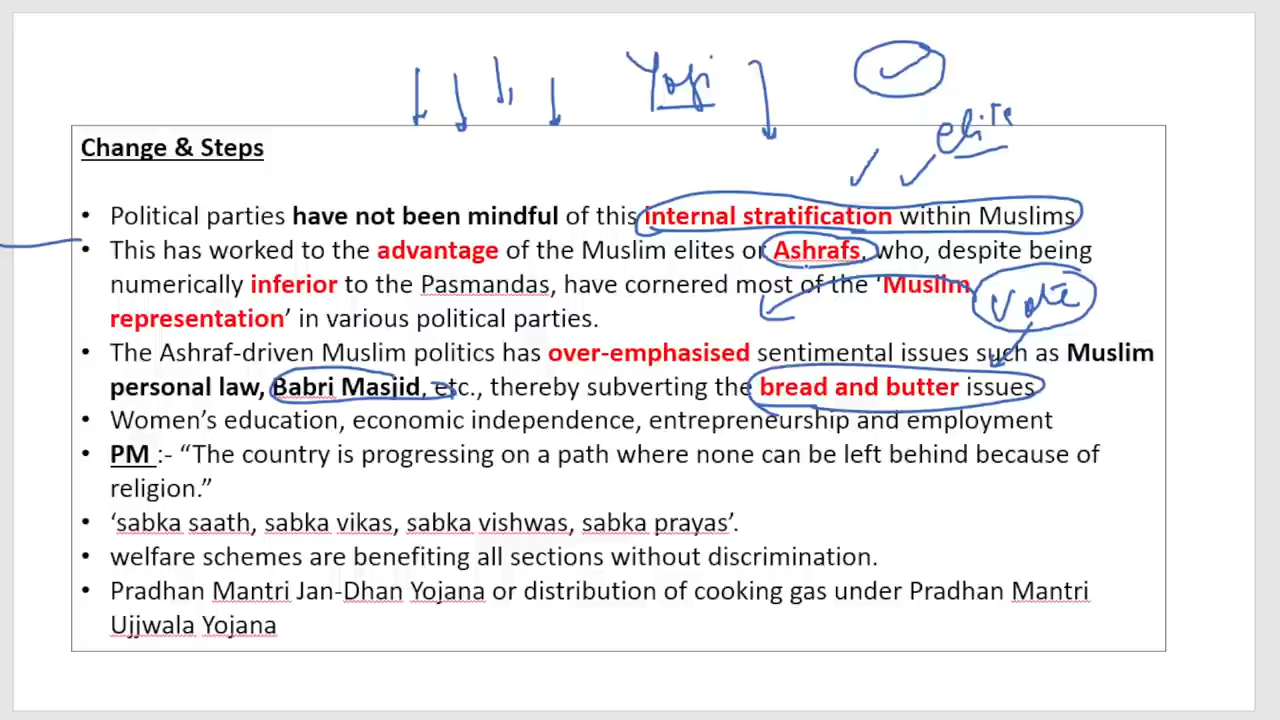 Yogi
elite
Change & Steps
• Political parties have not been mindful of this internal stratification within Muslims
• This has worked to the advantage of the Muslim elites or Ashrafs, who, despite being
numerically inferior to the Pasmandas, have cornered most of the ‘Muslim
Vote
representation’ in various political parties.
• The Ashraf-driven Muslim politics has over-emphasised sentimental issues such as Muslim
personal law, Babri Masjid, etc., thereby subverting the bread and butter issues
• Women’s education, economic independence, entrepreneurship and employment
• PM :- “The country is progressing on a path where none can be left behind because of
religion.”
• ‘sabka saath, sabka vikas, sabka vishwas, sabka prayas’.
• welfare schemes are benefiting all sections without discrimination.
• Pradhan Mantri Jan-Dhan Yojana or distribution of cooking gas under Pradhan Mantri
Ujjwala Yojana